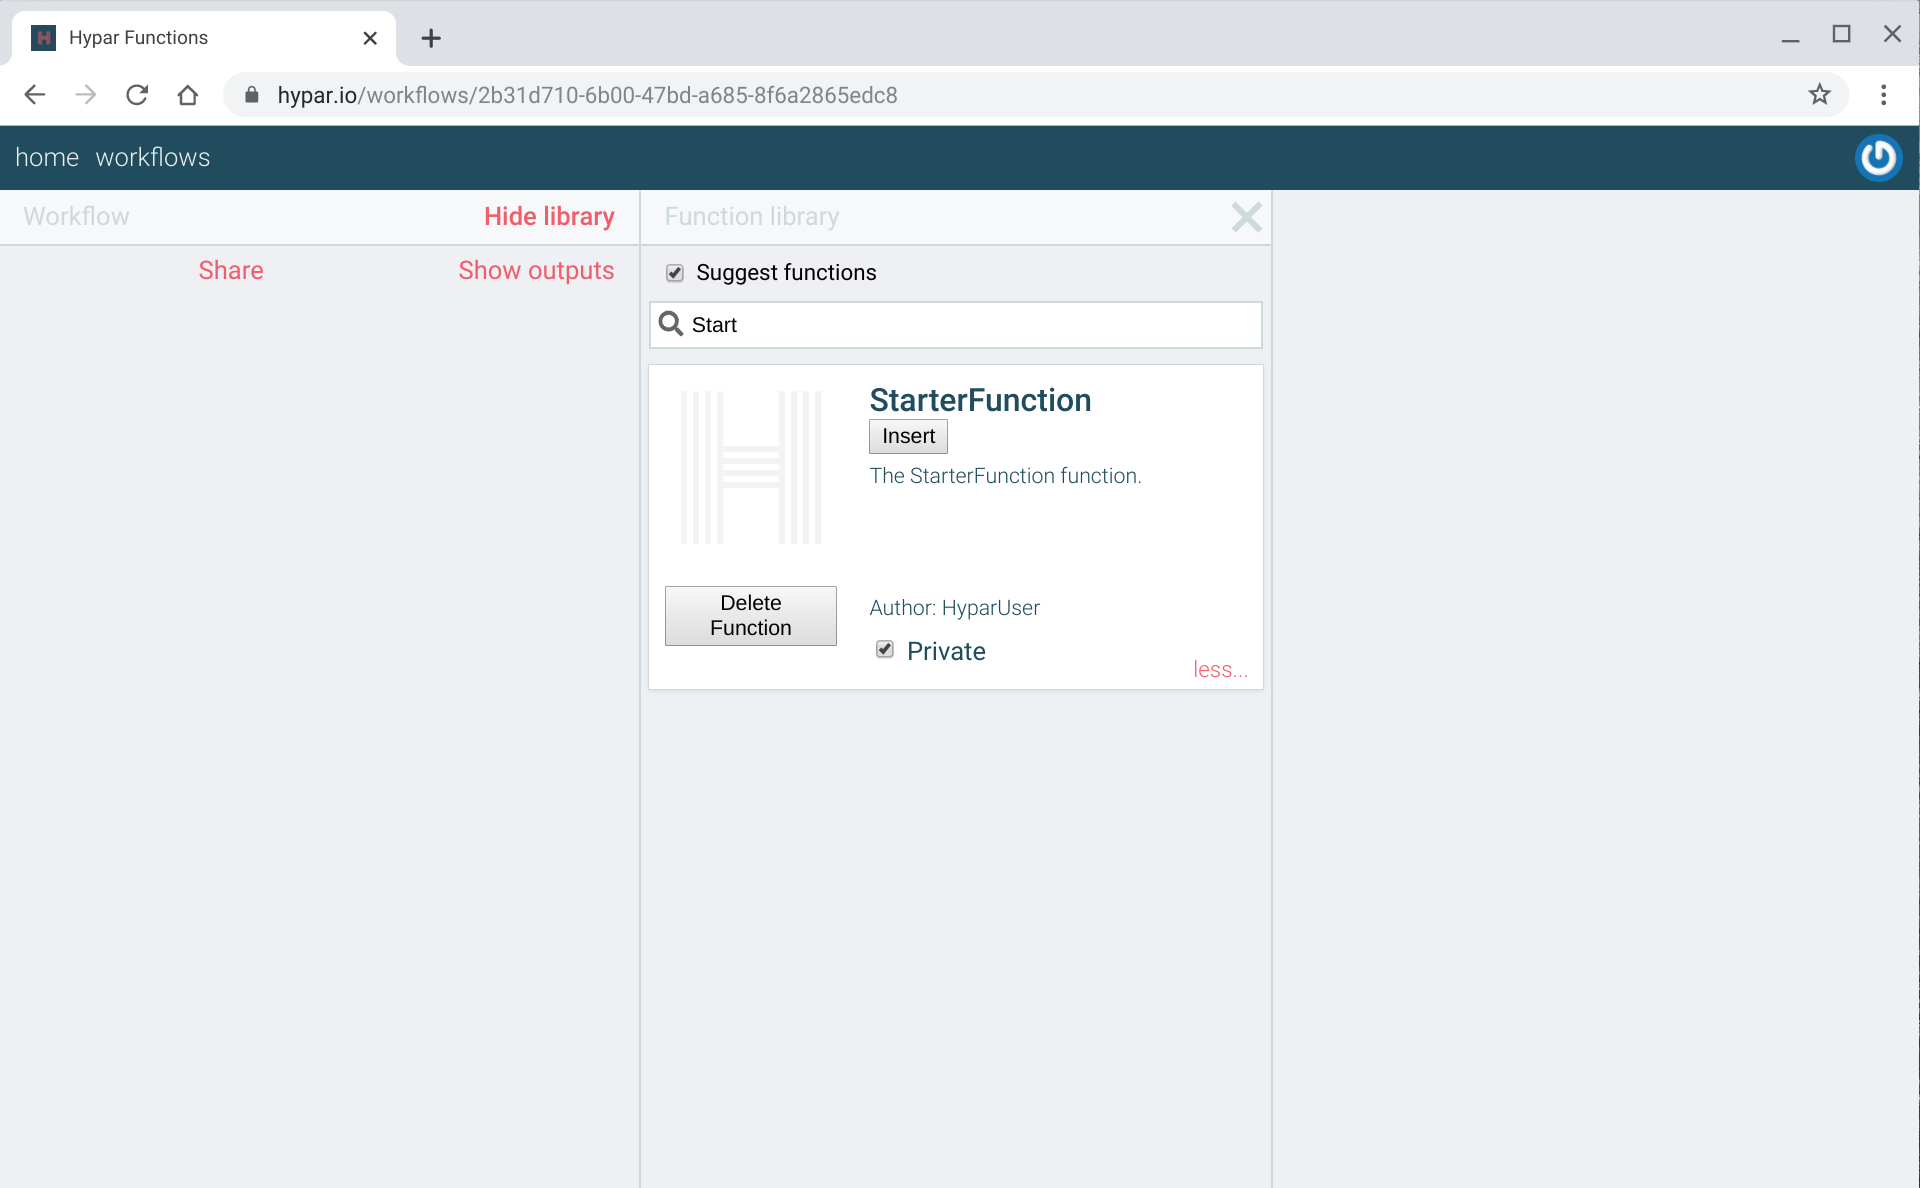 Hypar Functions
hypar.io/workflows/2b31d710-6b00-47bd-a685-8f6a2865edc8
home workflows
Workflow Hide library
Function library
Share Show outputs
Suggest functions
Start
StarterFunction
Insert
The StarterFunction function.
Delete
Function
Author: HyparUser
Private
less...